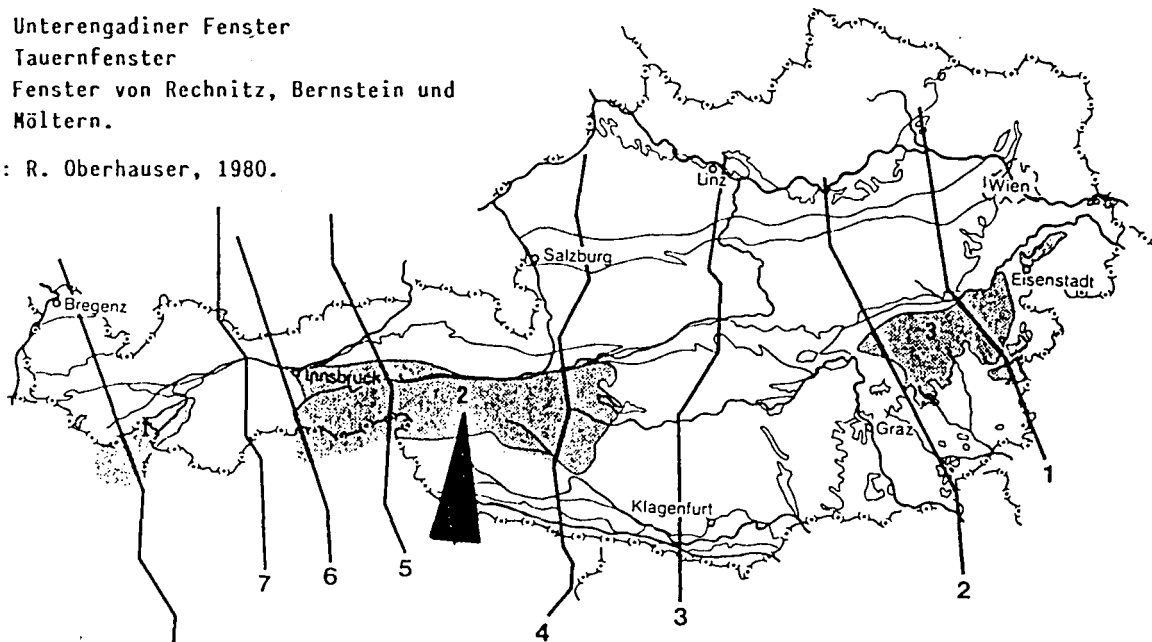 Unterengadiner Fenster
Tauernfenster
Fenster von Rechnitz, Bernstein und
Möltern.
: R. Oberhauser, 1980.
Linz
Wien
Salzburg
Eisenstadt
Bregenz
Innsbruck
3
2
Graz
1
Klagenfurt
7
6
5
4
3
2